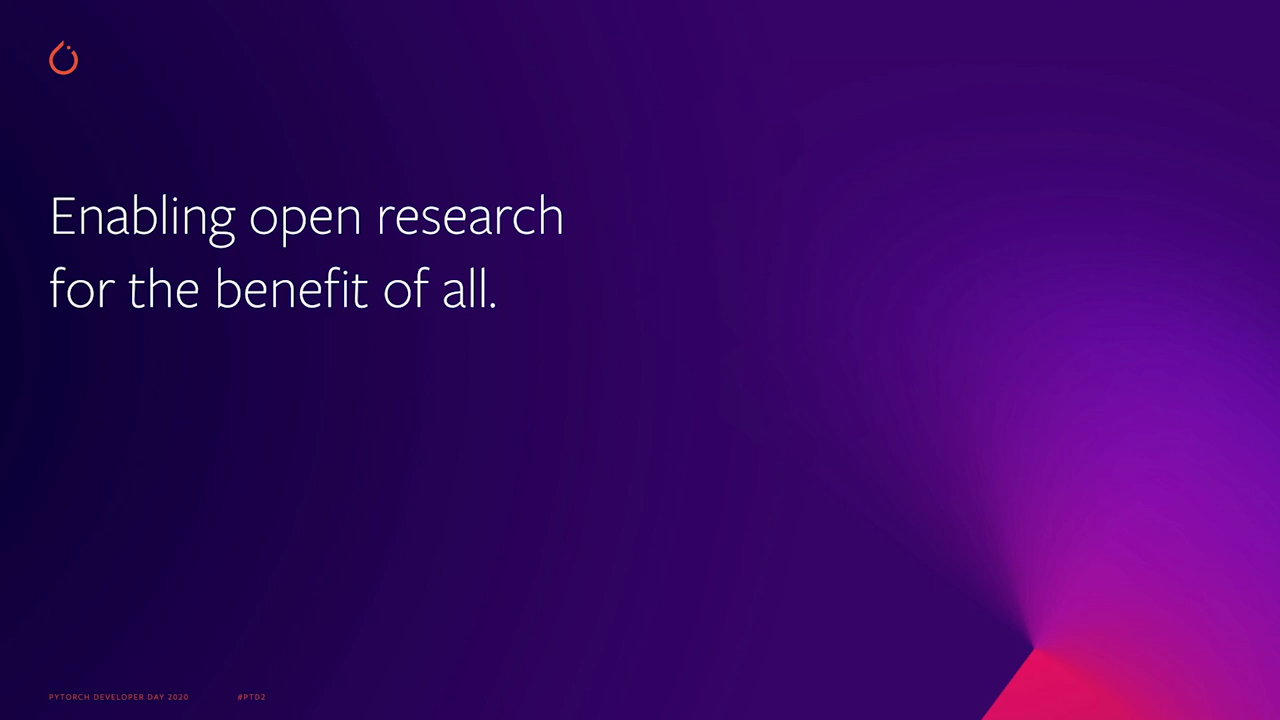 Enabling open research
for the benefit of all.
PYTORCH DEVELOPER DAY 2020
#PTD2